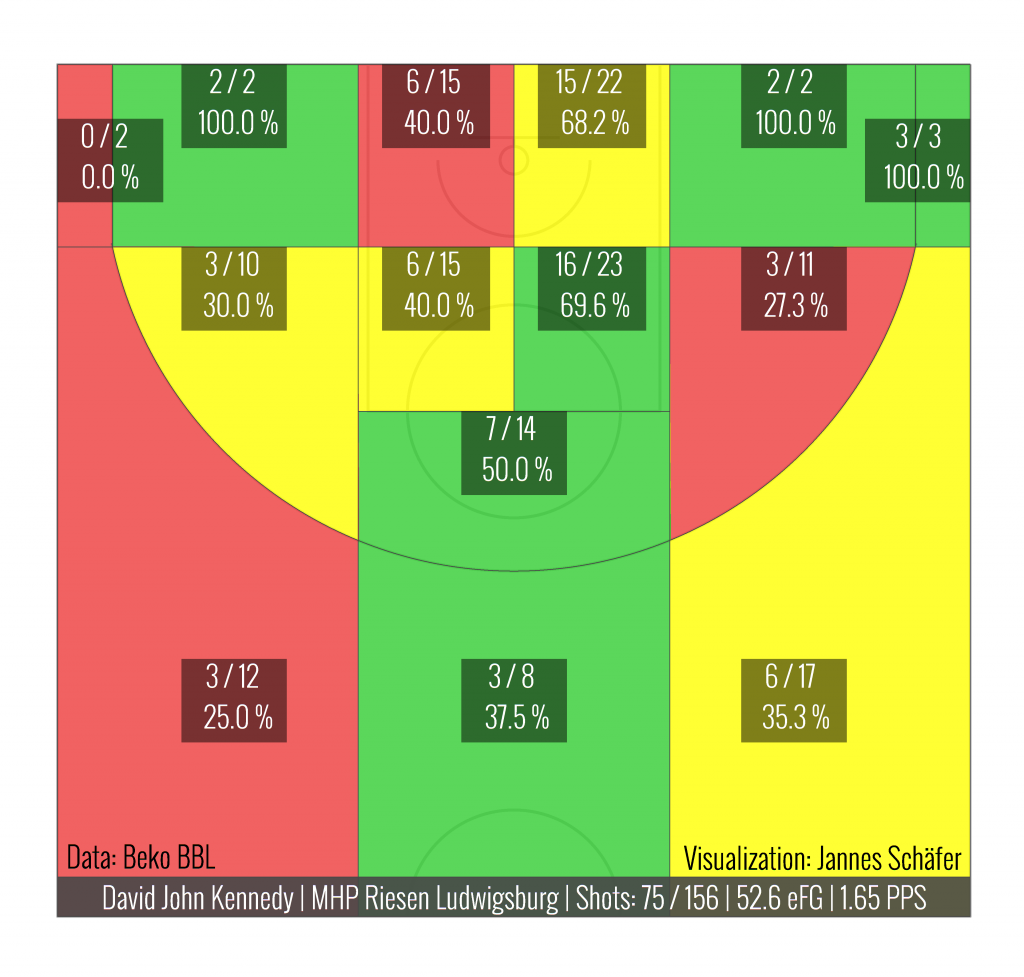 2 / 2
100.0 %
6 / 15
40.0 %
15 / 22
68.2 %
2 / 2
100.0 %
0 / 2
0.0 %
3 / 3
100.0 %
3 / 10
30.0 %
6 / 15
40.0 %
16 / 23
69.6 %
3 / 11
27.3 %
7 / 14
50.0 %
3 / 12
25.0 %
3 / 8
37.5 %
6 / 17
35.3 %
Data: Beko BBL
Visualization: Jannes Schäfer
David John Kennedy | MHP Riesen Ludwigsburg | Shots: 75 / 156 | 52.6 eFG | 1.65 PPS